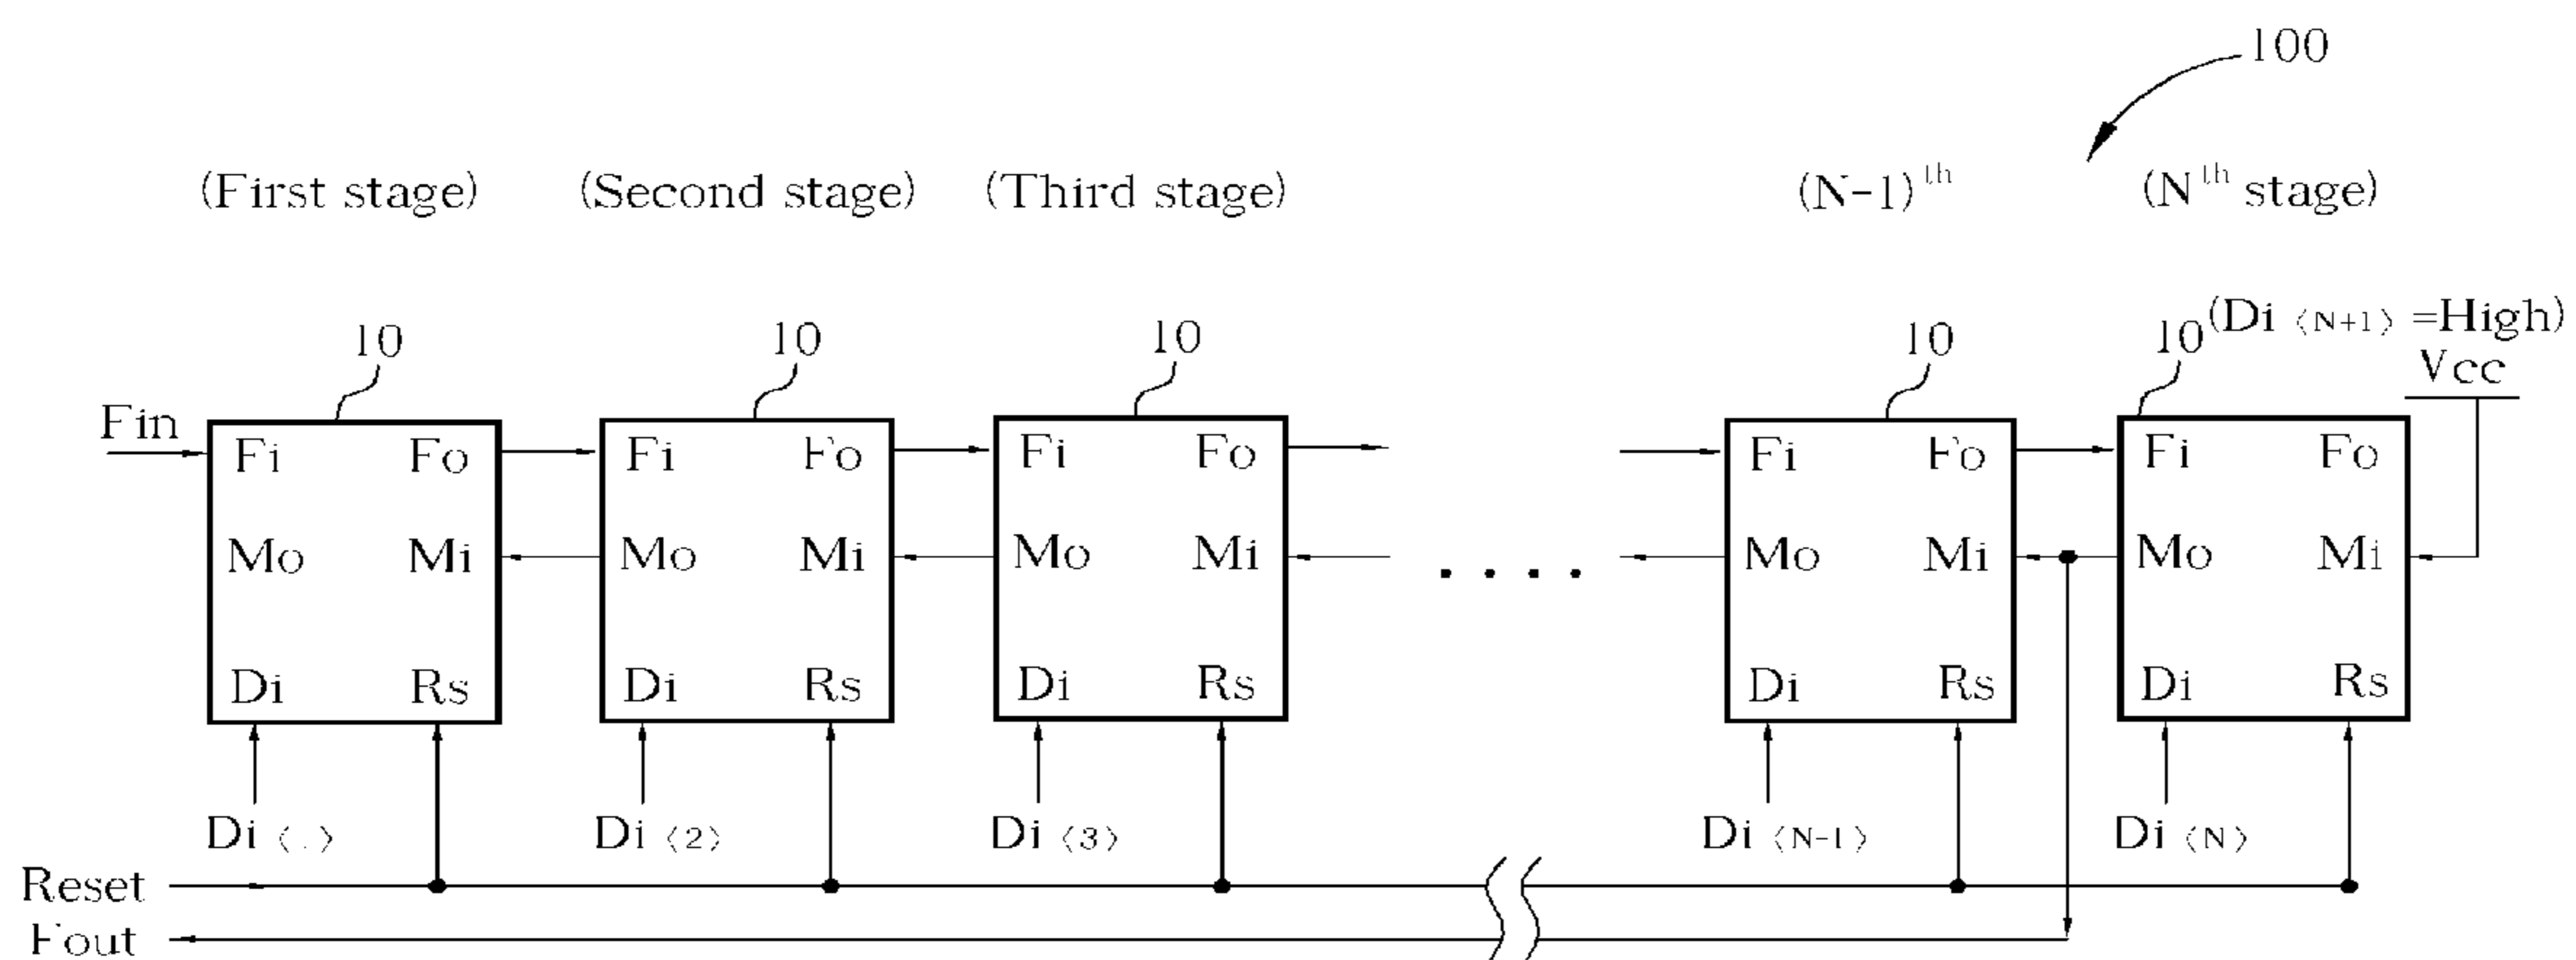 100
(First stage) (Second stage) (Third stage) (N-1)th (Nth stage)
10 10 10 10 10 (Di〈N+1〉=High)
Vcc
Fin
Fi Fo Fi Fo Fi Fo Fi Fo Fi Fo
Mo Mi Mo Mi Mo Mi . . . . Mo Mi Mo Mi
Di Rs Di Rs Di Rs Di Rs Di Rs
Di Di〈2〉 Di〈3〉 Di〈N-1〉 Di〈N〉
Reset
Fout